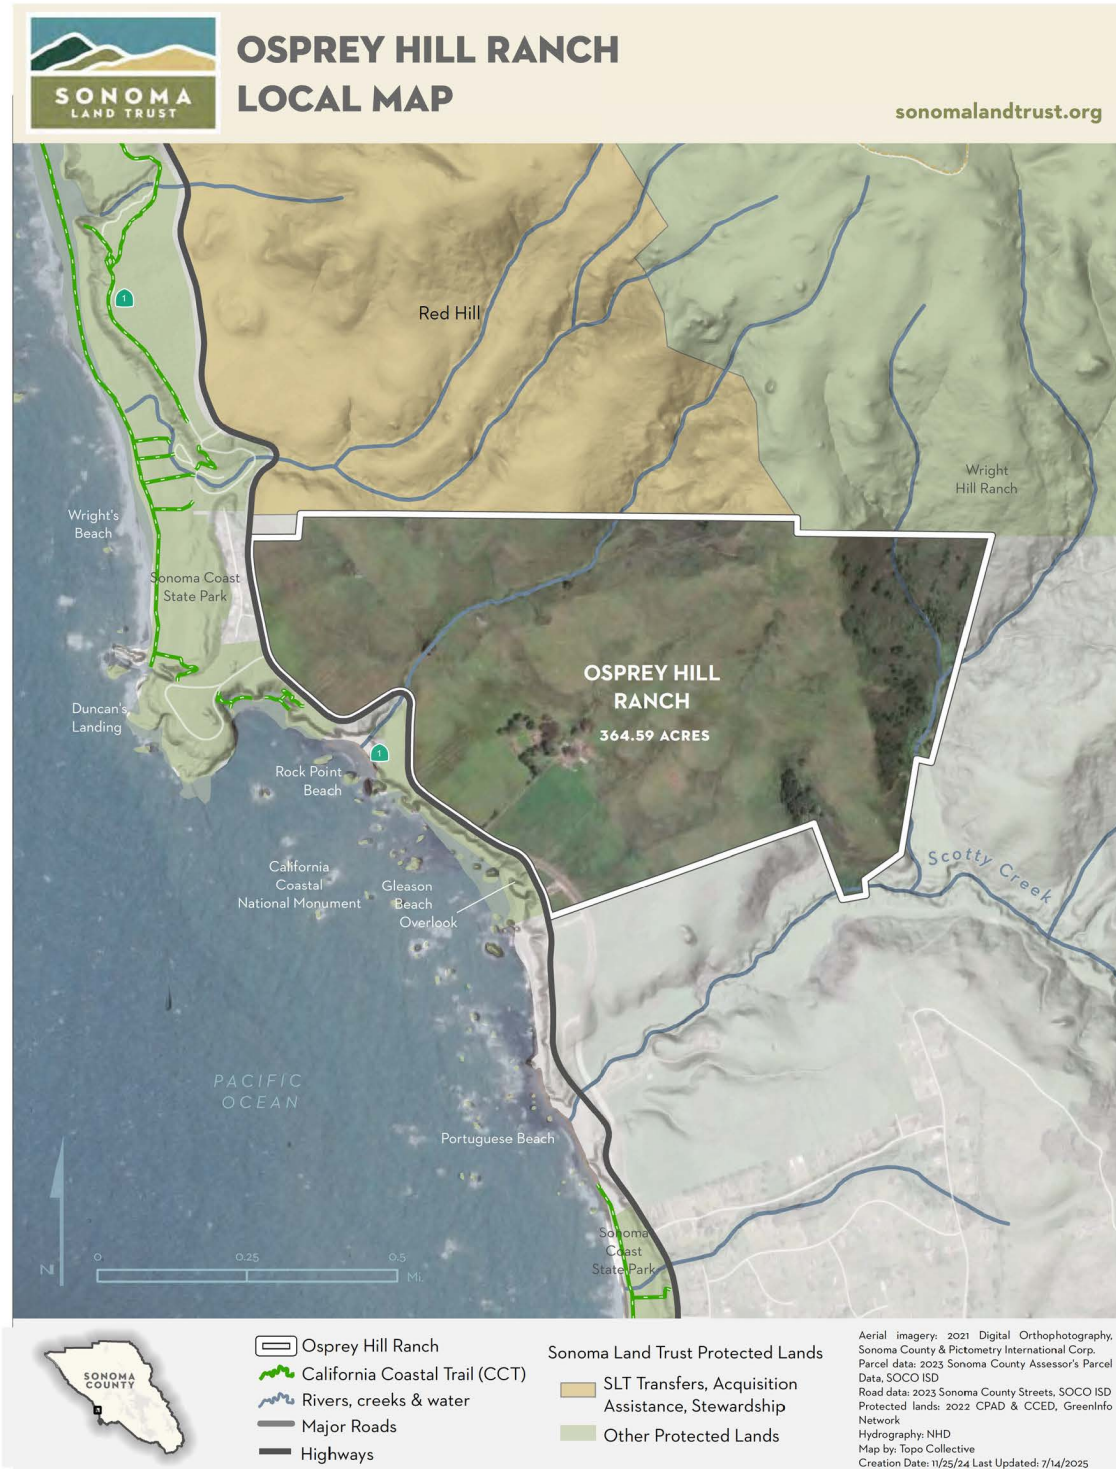 SONOMA
LAND TRUST
OSPREY HILL RANCH
LOCAL MAP
sonomalandtrust.org
1
Red Hill
Wright
Hill Ranch
Wright's
Beach
Sonoma Coast
State Park
OSPREY HILL
RANCH
364.59 ACRES
Duncan's
Landing
1
Rock Point
Beach
California
Coastal
National Monument
Gleason
Beach
Overlook
Scotty Creek
PACIFIC
OCEAN
Portuguese Beach
Sonoma
Coast
State Park
N
0 0.25 0.5
Mi.
SONOMA
COUNTY
Osprey Hill Ranch
California Coastal Trail (CCT)
Rivers, creeks & water
Major Roads
Highways
Sonoma Land Trust Protected Lands
SLT Transfers, Acquisition
Assistance, Stewardship
Other Protected Lands
Aerial imagery: 2021 Digital Orthophotography,
Sonoma County & Pictometry International Corp.
Parcel data: 2023 Sonoma County Assessor's Parcel
Data, SOCO ISD
Road data: 2023 Sonoma County Streets, SOCO ISD
Protected lands: 2022 CPAD & CCED, GreenInfo
Network
Hydrography: NHD
Map by: Topo Collective
Creation Date: 11/25/24 Last Updated: 7/14/2025